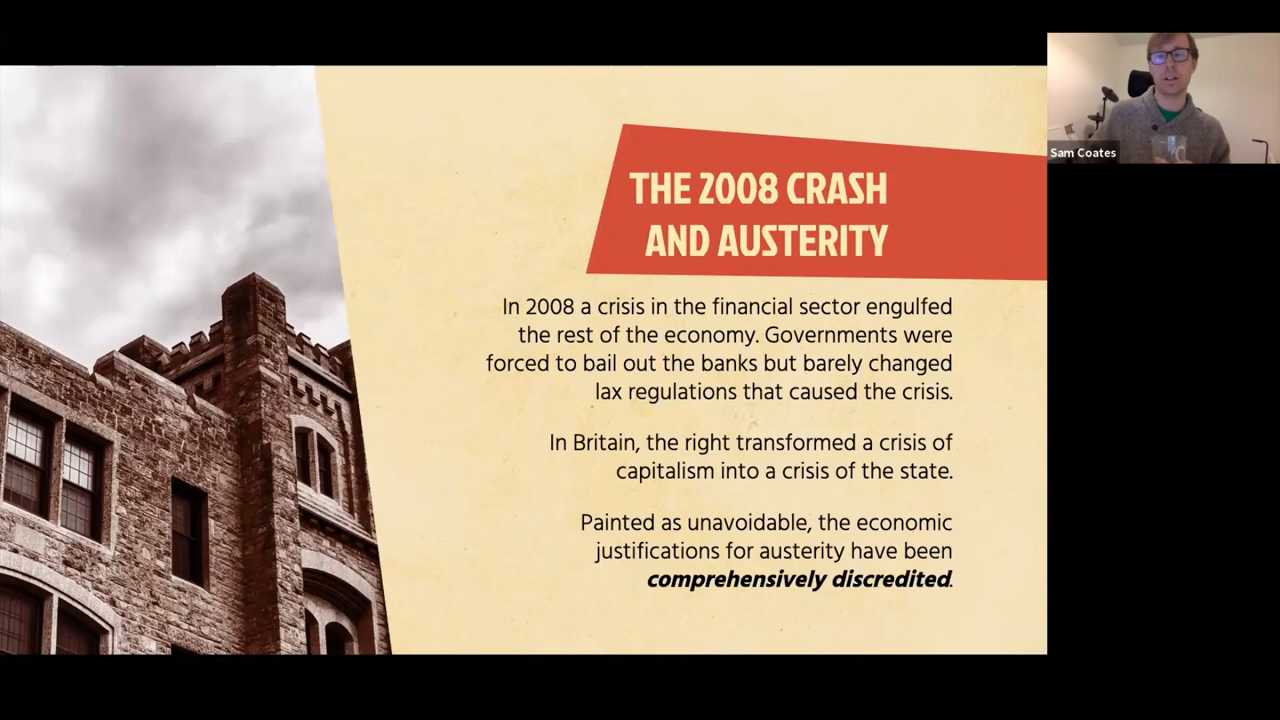 THE 2008 CRASH
AND AUSTERITY
In 2008 a crisis in the financial sector engulfed
the rest of the economy. Governments were
forced to bail out the banks but barely changed
lax regulations that caused the crisis.
In Britain, the right transformed a crisis of
capitalism into a crisis of the state.
Painted as unavoidable, the economic
justifications for austerity have been
comprehensively discredited.
Sam Coates